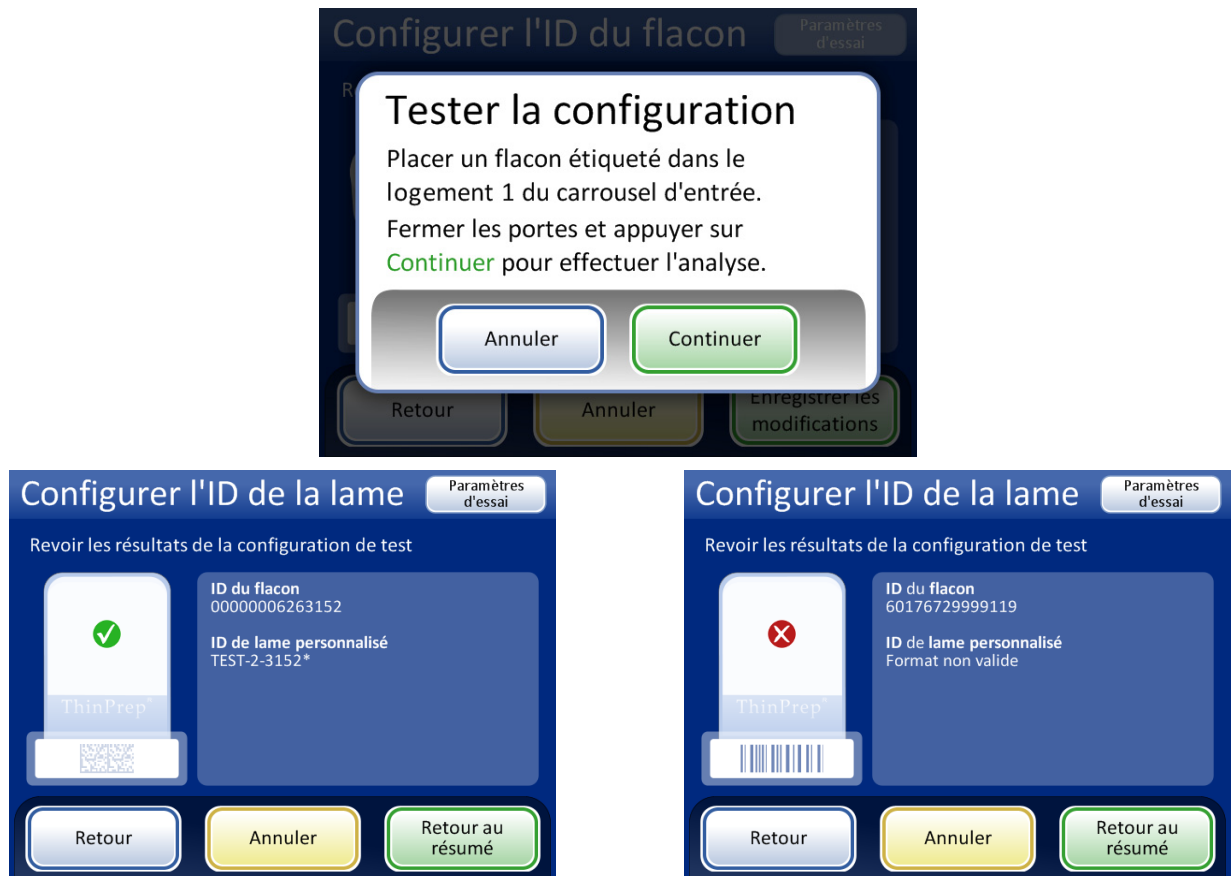 Configurer l'ID du flacon
Paramètres
d'essai
R
Tester la configuration
Placer un flacon étiqueté dans le
logement 1 du carrousel d'entrée.
Fermer les portes et appuyer sur
Continuer pour effectuer l'analyse.
Annuler
Continuer
Retour
Annuler
Enregistrer les
modifications
Configurer l'ID de la lame
Paramètres
d'essai
Revoir les résultats de la configuration de test
ID du flacon
00000006263152
ID de lame personnalisé
TEST-2-3152*
ThinPrep®
Retour
Annuler
Retour au
résumé
Configurer l'ID de la lame
Paramètres
d'essai
Revoir les résultats de la configuration de test
ID du flacon
60176729999119
ID de lame personnalisé
Format non valide
ThinPrep®
Retour
Annuler
Retour au
résumé